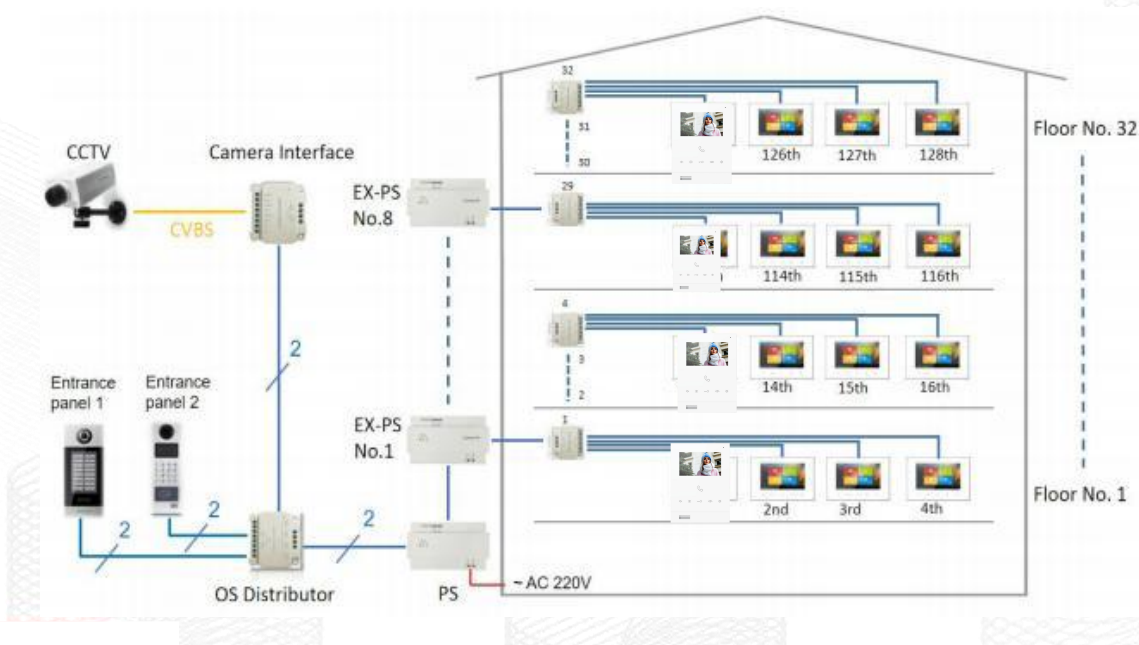 CCTV
Camera Interface
CVBS
2
Entrance
panel 1
Entrance
panel 2
2
2
2
OS Distributor
PS
~ AC 220V
EX-PS
No.8
EX-PS
No.1
32
31
30
126th
127th
128th
Floor No. 32
29
114th
115th
116th
4
3
2
14th
15th
16th
1
2nd
3rd
4th
Floor No. 1